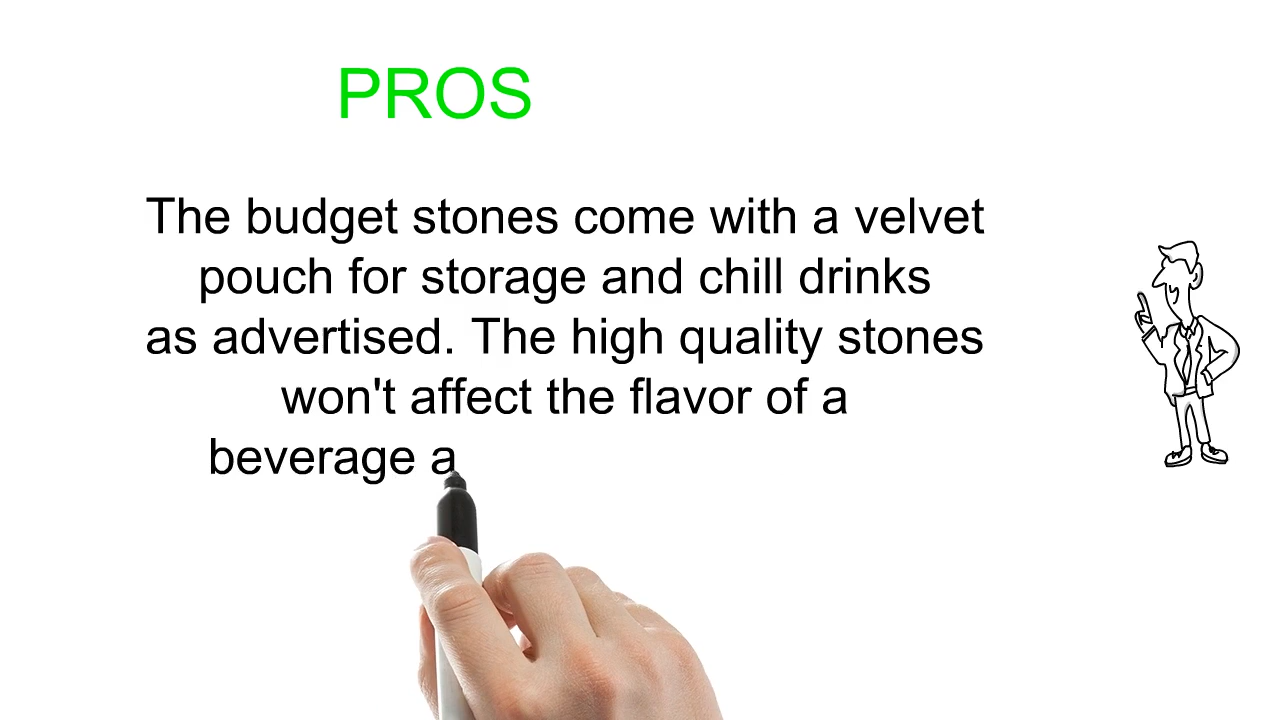 PROS
The budget stones come with a velvet
pouch for storage and chill drinks
as advertised. The high quality stones
won't affect the flavor of a
beverage a